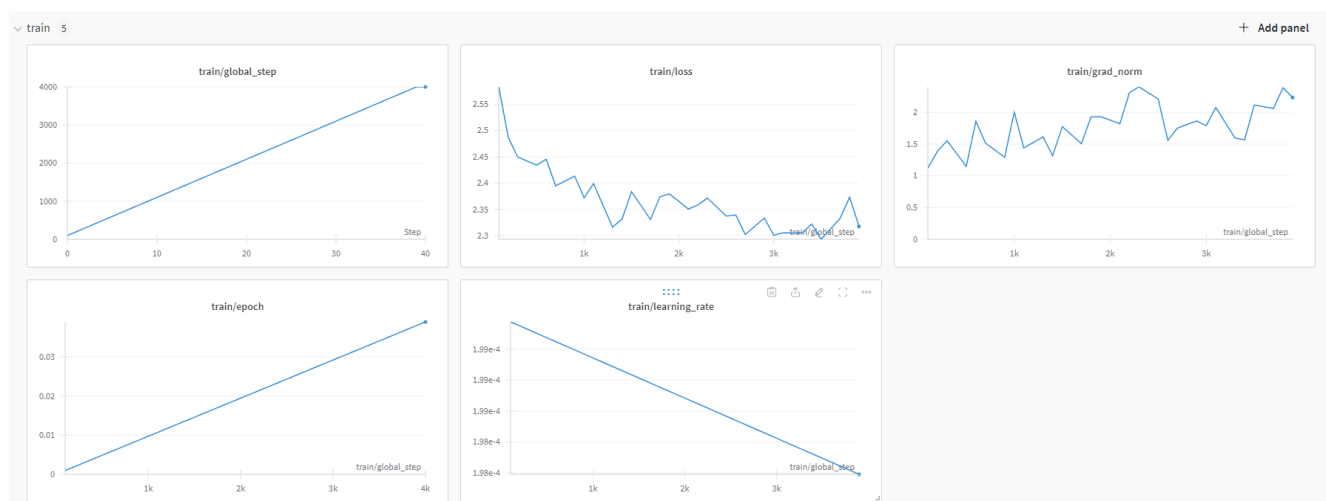 train 5
Add panel
train/global_step
4000
3000
2000
1000
0
Step
0 10 20 30 40
train/loss
2.55
2.5
2.45
2.4
2.35
2.3
train/global_step
1k 2k 3k
train/grad_norm
2
1.5
1
0.5
0
train/global_step
1k 2k 3k
train/epoch
0.03
0.02
0.01
0
train/global_step
1k 2k 3k 4k
train/learning_rate
1.99e-4
1.99e-4
1.99e-4
1.98e-4
1.98e-4
train/global_step
1k 2k 3k